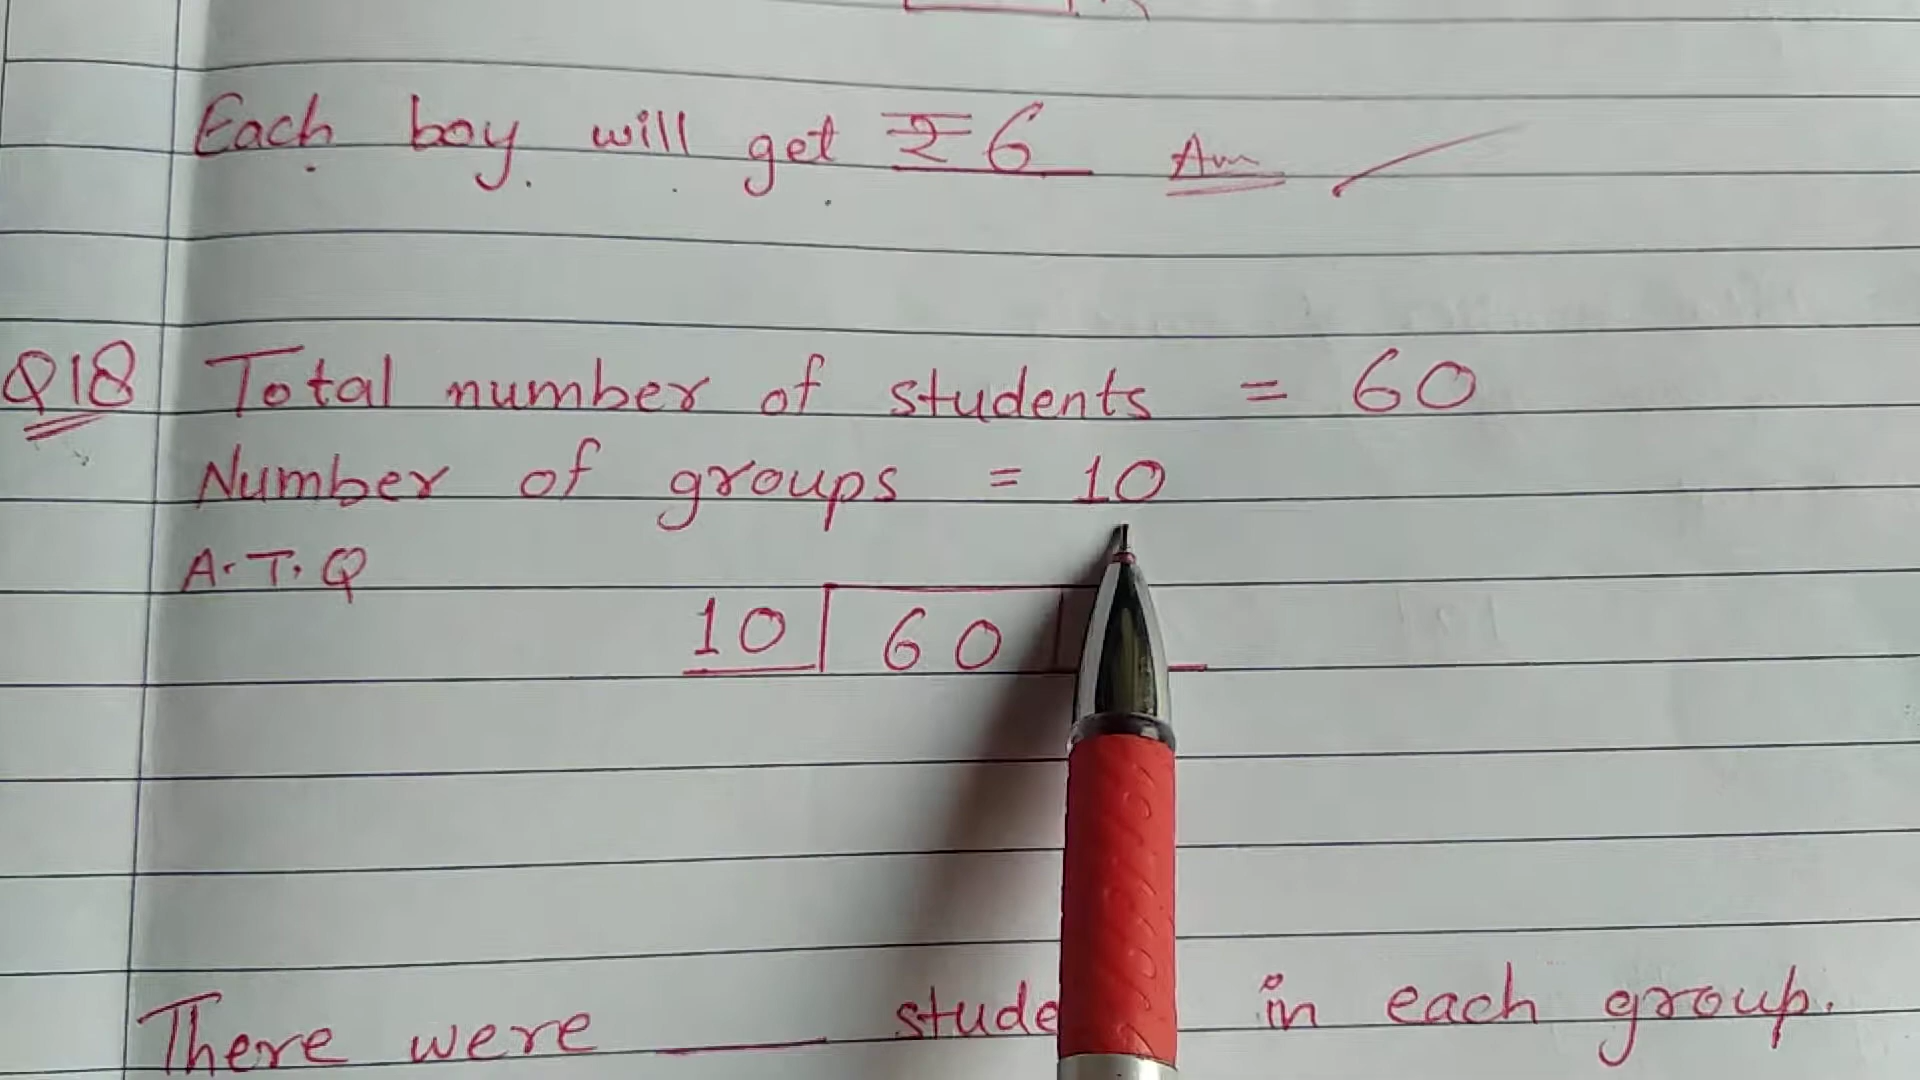 Each boy will get ₹6 Ans
Q18 Total number of students = 60
Number of groups = 10
A.T.Q
10 60
There were ____ in each group.